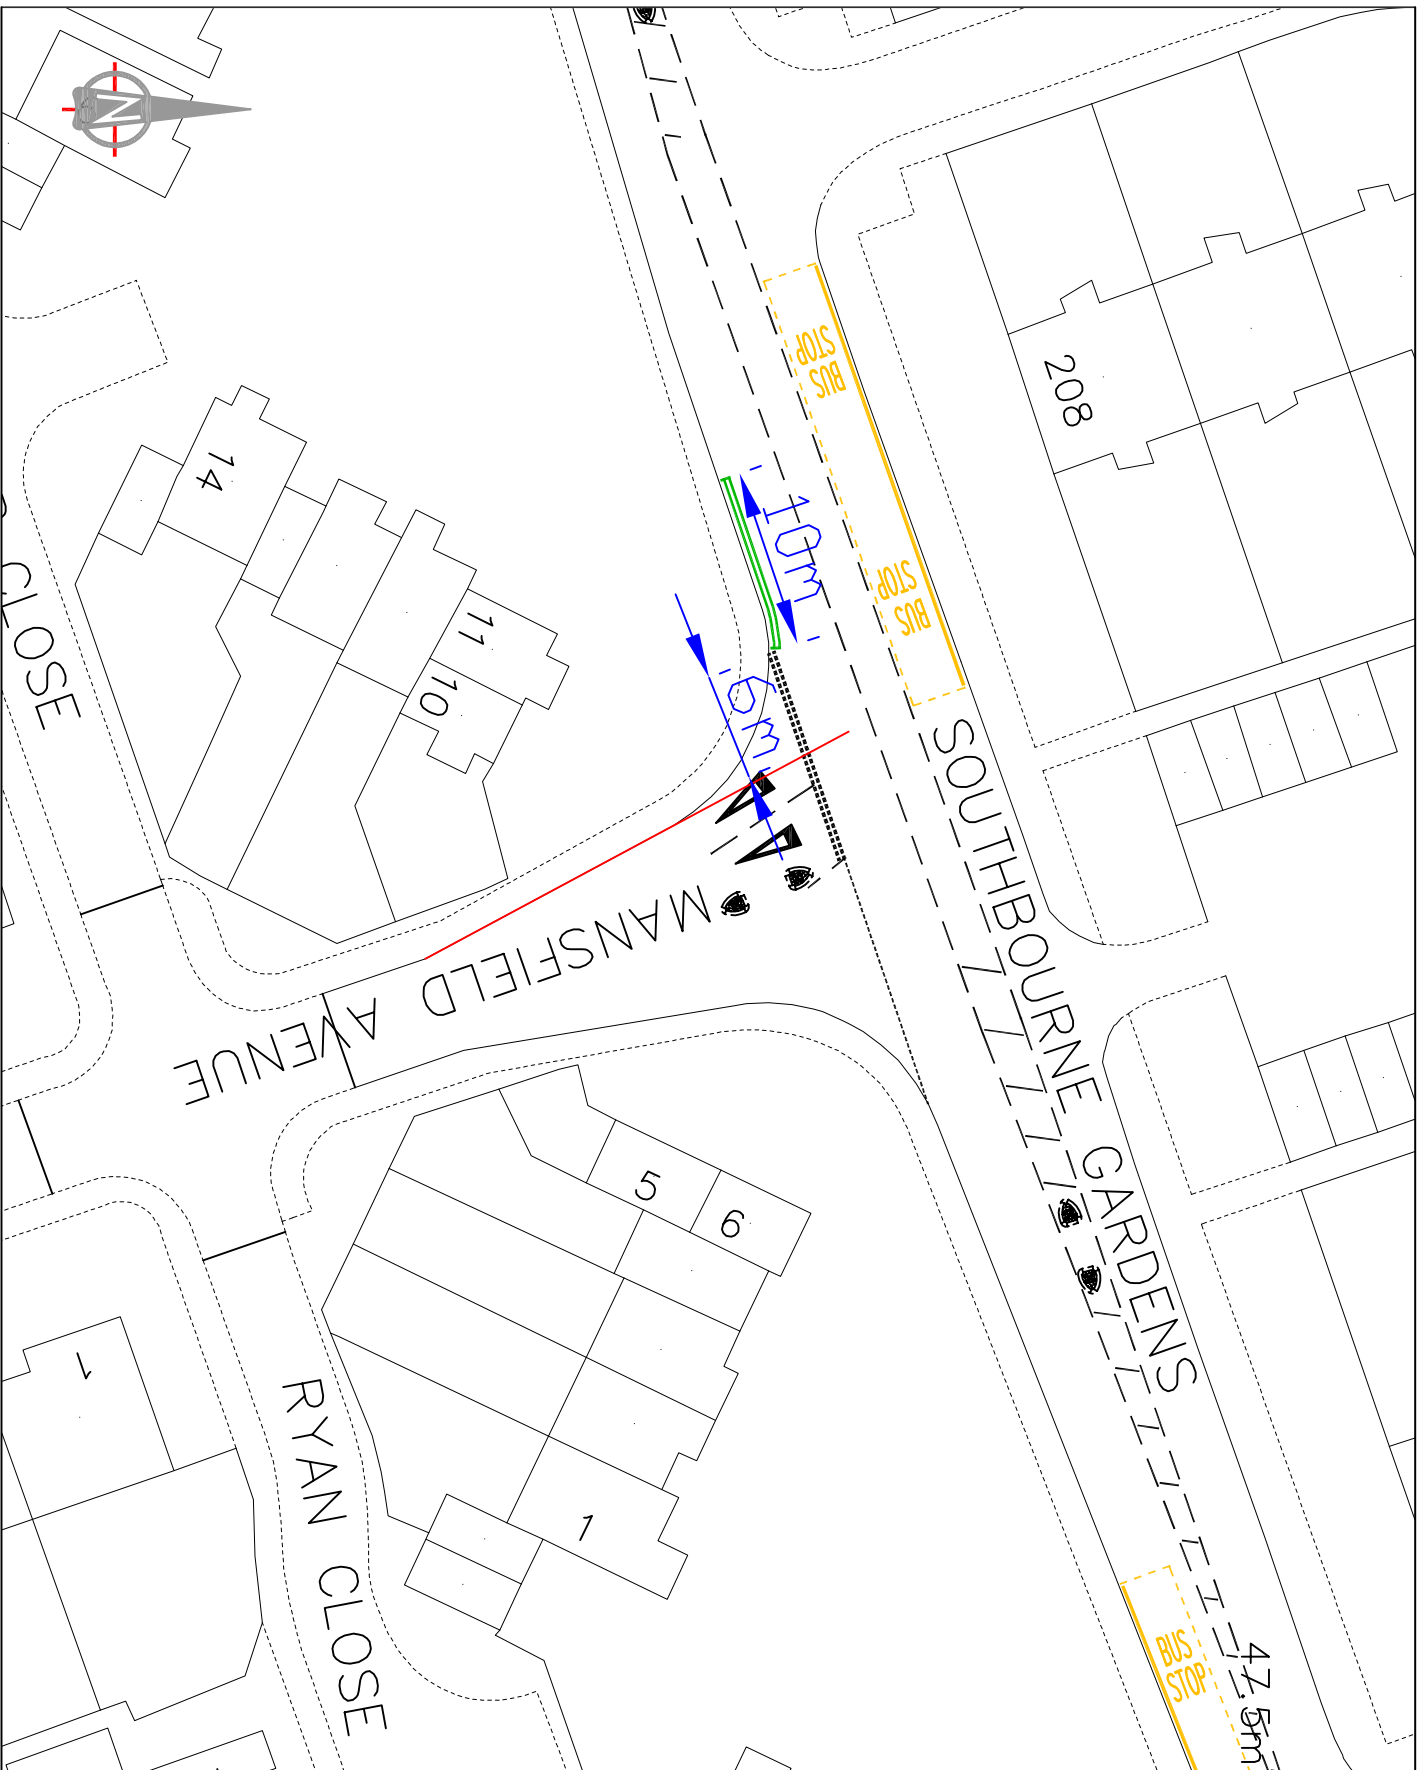 N
BUS
STOP
BUS
STOP
208
14
11
10
10m
6m
CLOSE
SOUTHBOURNE GARDENS
MANSFIELD AVENUE
5
6
1
1
RYAN CLOSE
BUS
STOP
47.5m